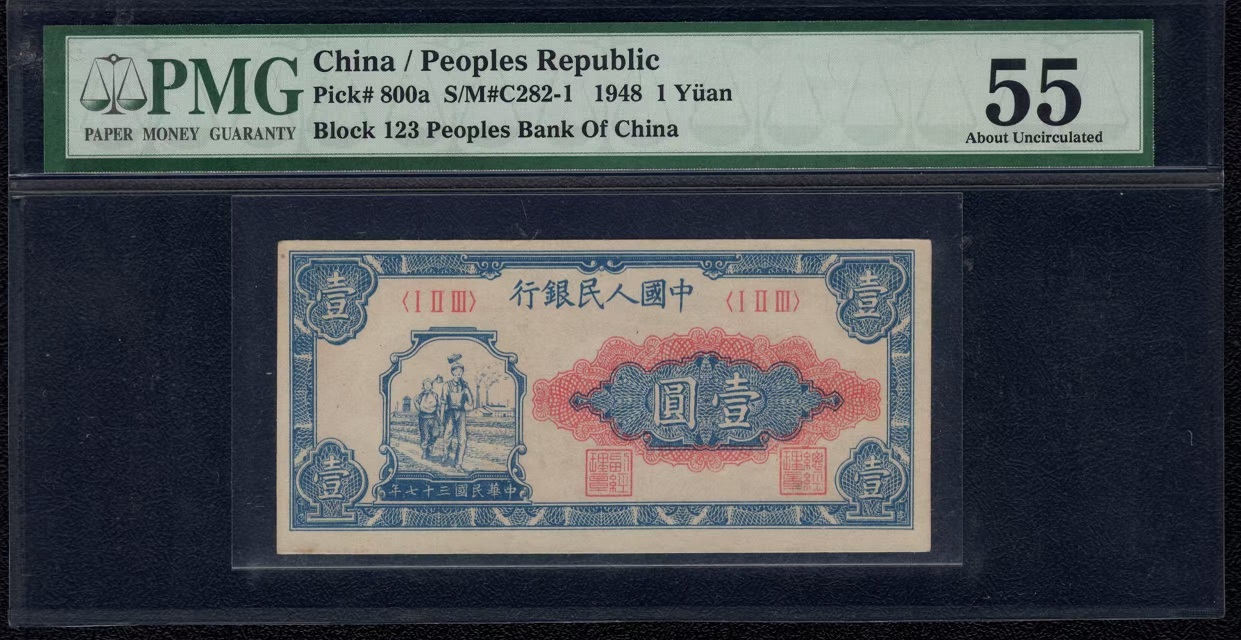 PMG
PAPER MONEY GUARANTY
China / Peoples Republic
Pick# 800a S/M#C282-1 1948 1 Yüan
Block 123 Peoples Bank Of China
55
About Uncirculated
壹 壹
〈I II III〉 行銀民人國中 〈I II III〉
圓壹
年七十三國民華中
壹 壹